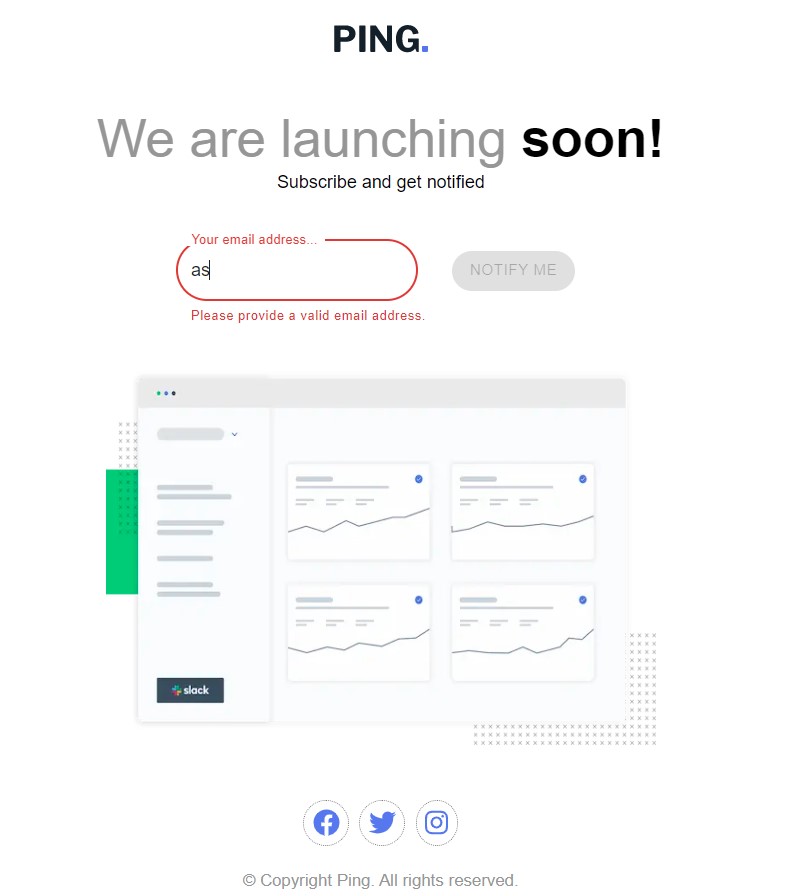 PING.
We are launching soon!
Subscribe and get notified
Your email address...
as
NOTIFY ME
Please provide a valid email address.
slack
© Copyright Ping. All rights reserved.